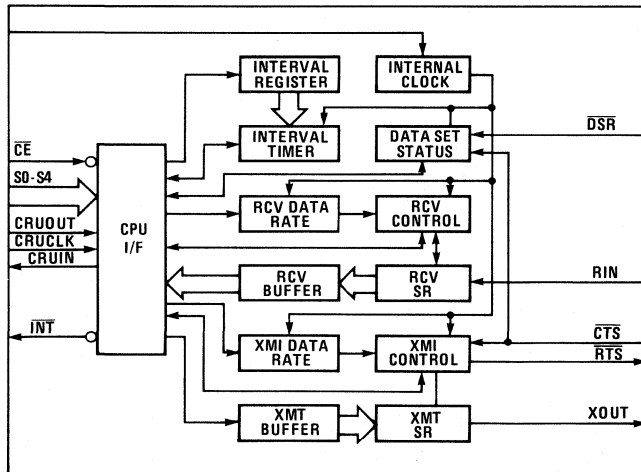 INTERVAL
REGISTER
INTERNAL
CLOCK
INTERVAL
TIMER
DATA SET
STATUS
DSR
CE
S0-S4
CPU
I/F
CRUOUT
CRUCLK
CRUIN
RCV DATA
RATE
RCV
CONTROL
RCV
BUFFER
RCV
SR
RIN
INT
XMI DATA
RATE
XMI
CONTROL
CTS
RTS
XMT
BUFFER
XMT
SR
XOUT